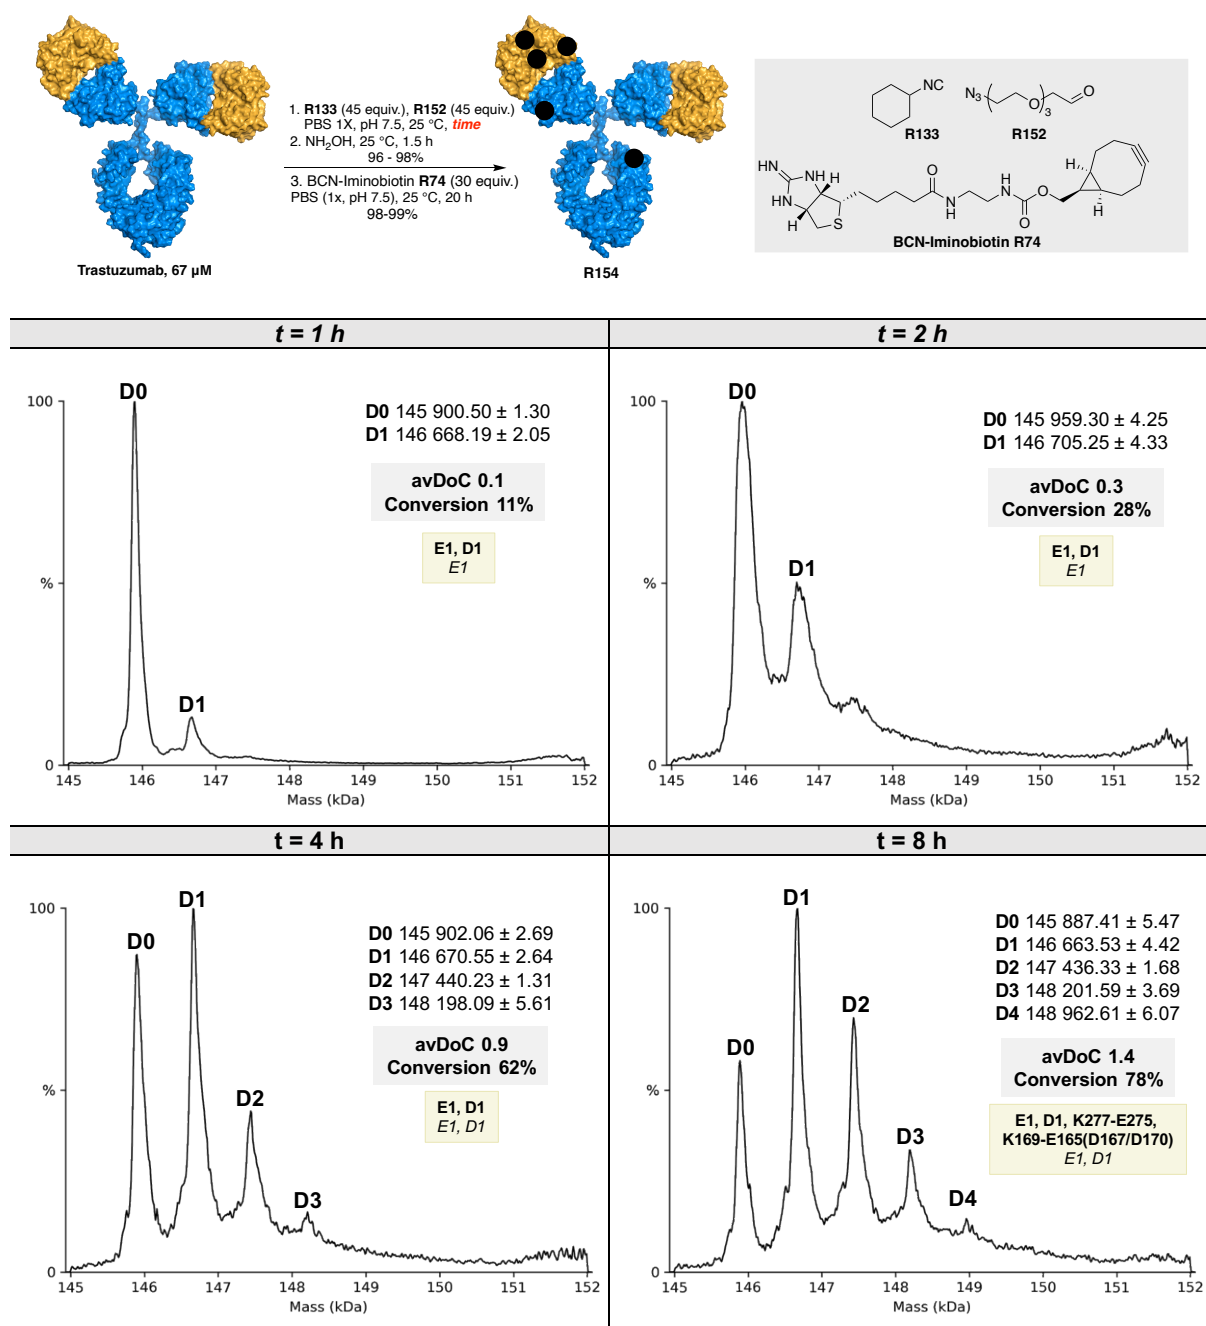 1. R133 (45 equiv.), R152 (45 equiv.)
PBS 1X, pH 7.5, 25 °C, time
2. NH2OH, 25 °C, 1.5 h
96 - 98%
3. BCN-Iminobiotin R74 (30 equiv.)
PBS (1x, pH 7.5), 25 °C, 20 h
98-99%
Trastuzumab, 67 µM
R154
NC
R133
N3
O
3
O
R152
HN
NH
HN
H
H
S
O
N
H
H
N
O
O
H
H
BCN-Iminobiotin R74
t = 1 h
D0
100
D0 145 900.50 ± 1.30
D1 146 668.19 ± 2.05
avDoC 0.1
Conversion 11%
E1, D1
E1
%
D1
0
145 146 147 148 149 150 151 152
Mass (kDa)
t = 2 h
D0
100
D0 145 959.30 ± 4.25
D1 146 705.25 ± 4.33
avDoC 0.3
Conversion 28%
E1, D1
E1
%
D1
0
145 146 147 148 149 150 151 152
Mass (kDa)
t = 4 h
D1
100
D0
D0 145 902.06 ± 2.69
D1 146 670.55 ± 2.64
D2 147 440.23 ± 1.31
D3 148 198.09 ± 5.61
avDoC 0.9
Conversion 62%
E1, D1
E1, D1
%
D2
D3
0
145 146 147 148 149 150 151 152
Mass (kDa)
t = 8 h
D1
100
D0 145 887.41 ± 5.47
D1 146 663.53 ± 4.42
D2 147 436.33 ± 1.68
D3 148 201.59 ± 3.69
D4 148 962.61 ± 6.07
avDoC 1.4
Conversion 78%
E1, D1, K277-E275,
K169-E165(D167/D170)
E1, D1
D2
D0
%
D3
D4
0
145 146 147 148 149 150 151 152
Mass (kDa)